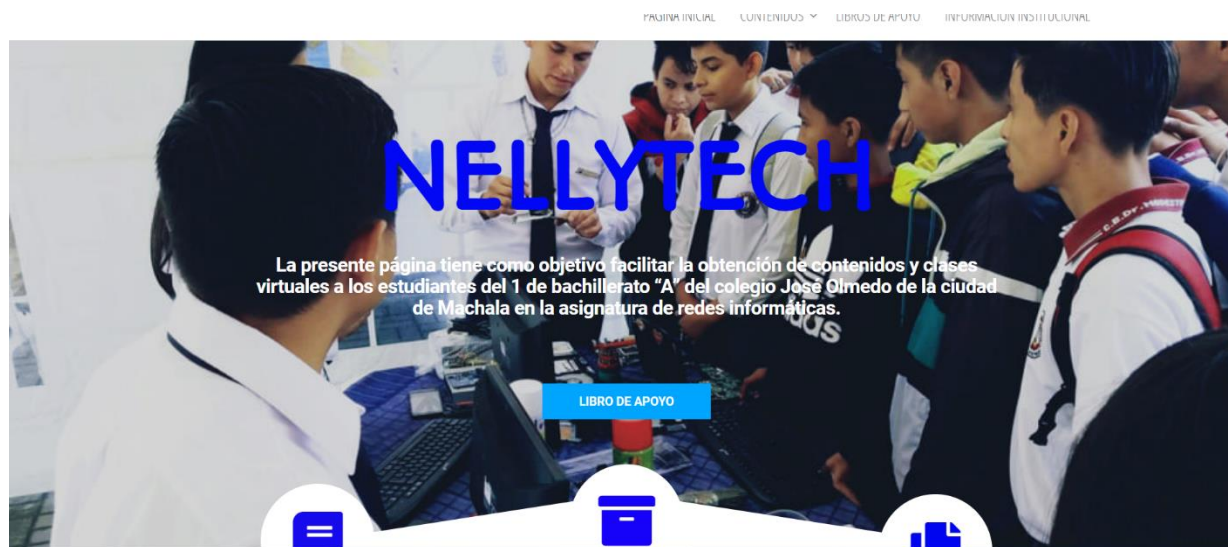 PÁGINA INICIAL CONTENIDOS LIBROS DE APOYO INFORMACIÓN INSTITUCIONAL
NELLYTECH
La presente página tiene como objetivo facilitar la obtención de contenidos y clases
virtuales a los estudiantes del 1 de bachillerato “A” del colegio José Olmedo de la ciudad
de Machala en la asignatura de redes informáticas.
adidas
LIBRO DE APOYO